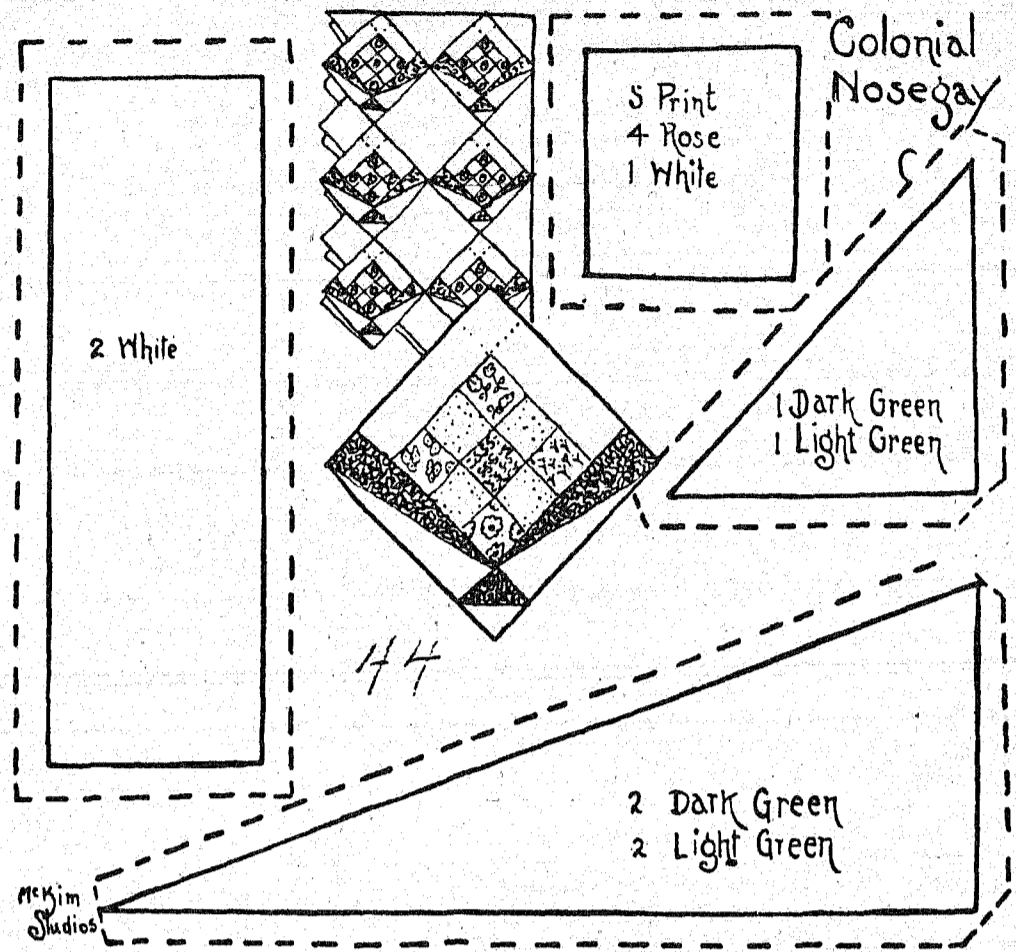 Colonial
Nosegay
5 Print
4 Rose
1 White
2 White
1 Dark Green
1 Light Green
44
2 Dark Green
2 Light Green
McKim
Studios